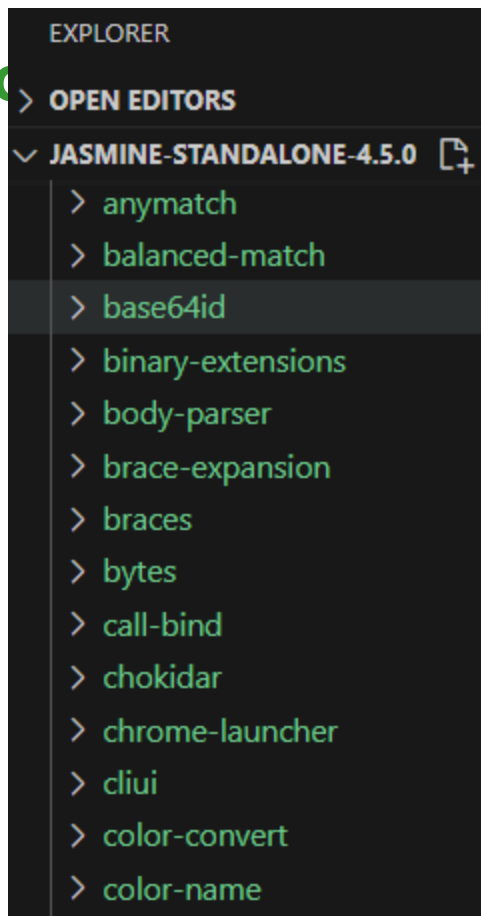 EXPLORER
OPEN EDITORS
JASMINE-STANDALONE-4.5.0
anymatch
balanced-match
base64id
binary-extensions
body-parser
brace-expansion
braces
bytes
call-bind
chokidar
chrome-launcher
cliui
color-convert
color-name